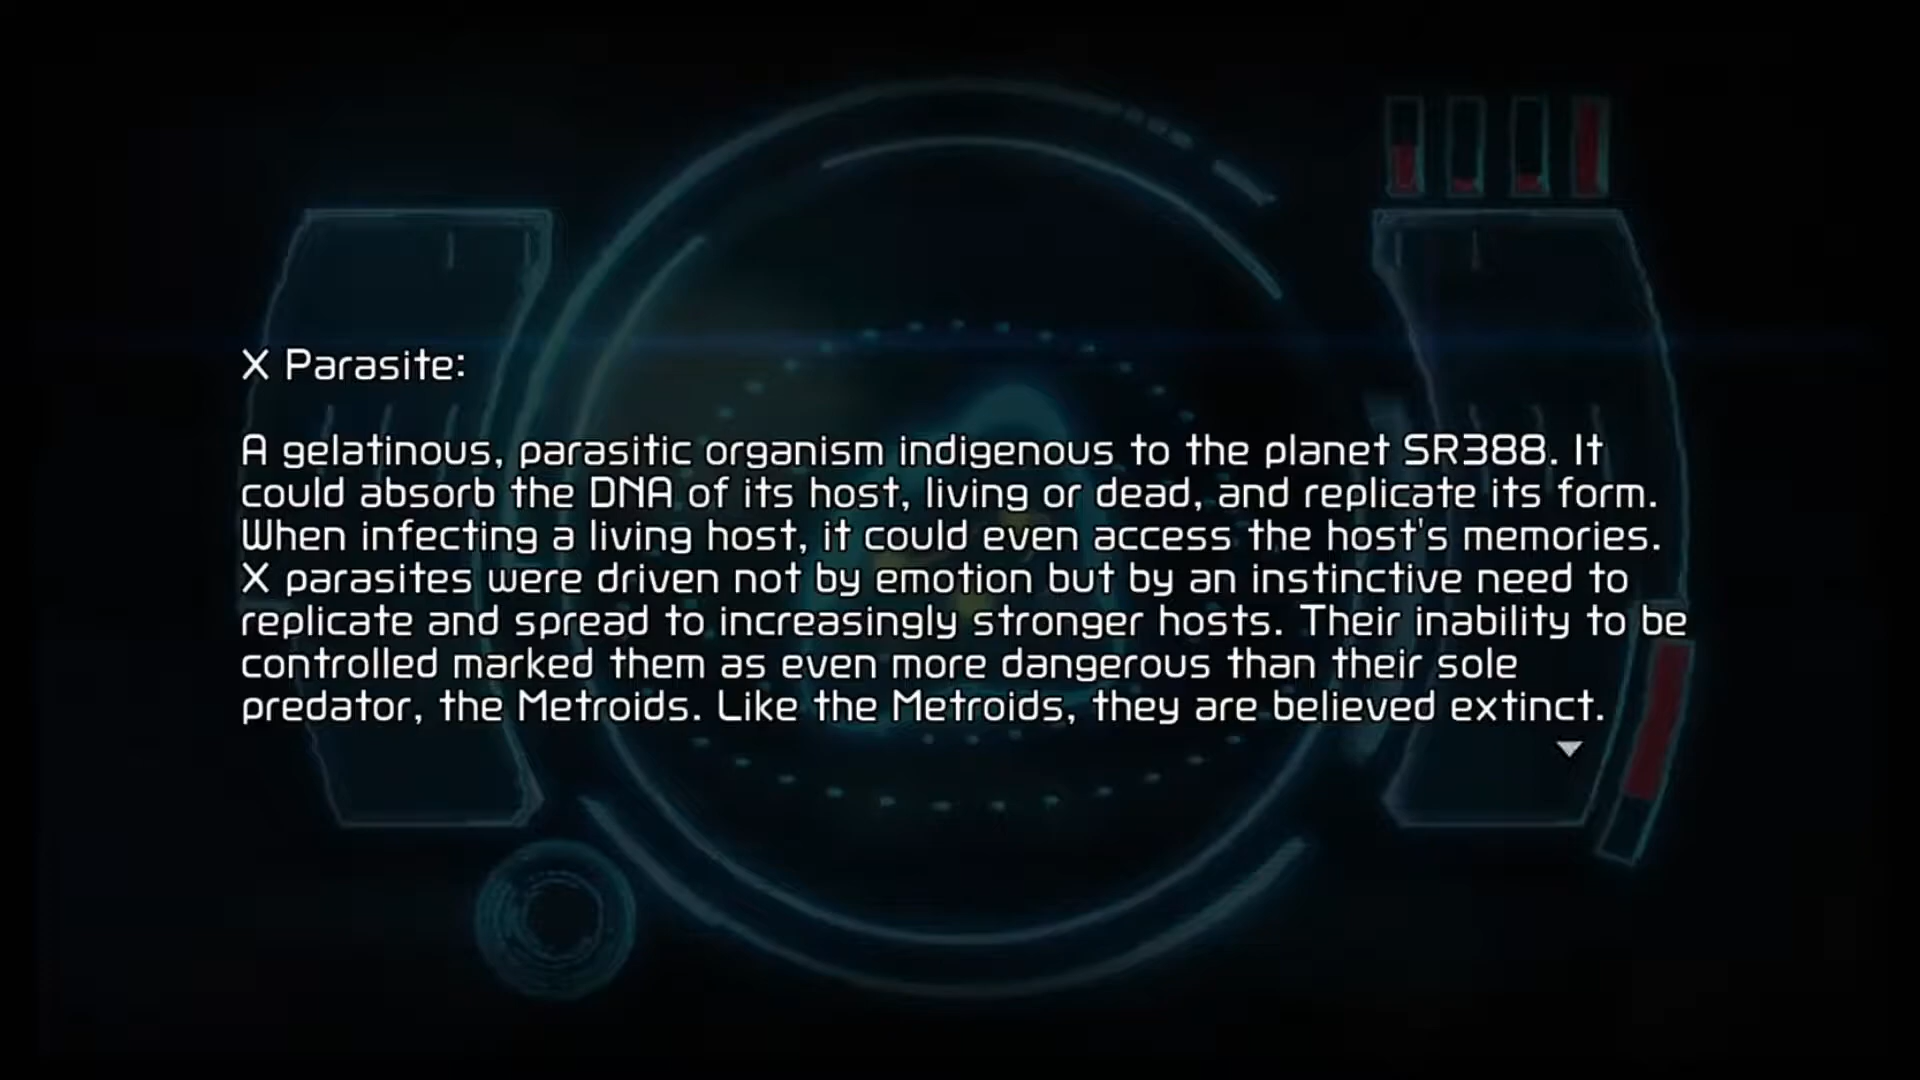 X Parasite:
A gelatinous, parasitic organism indigenous to the planet SR388. It
could absorb the DNA of its host, living or dead, and replicate its form.
When infecting a living host, it could even access the host's memories.
X parasites were driven not by emotion but by an instinctive need to
replicate and spread to increasingly stronger hosts. Their inability to be
controlled marked them as even more dangerous than their sole
predator, the Metroids. Like the Metroids, they are believed extinct.